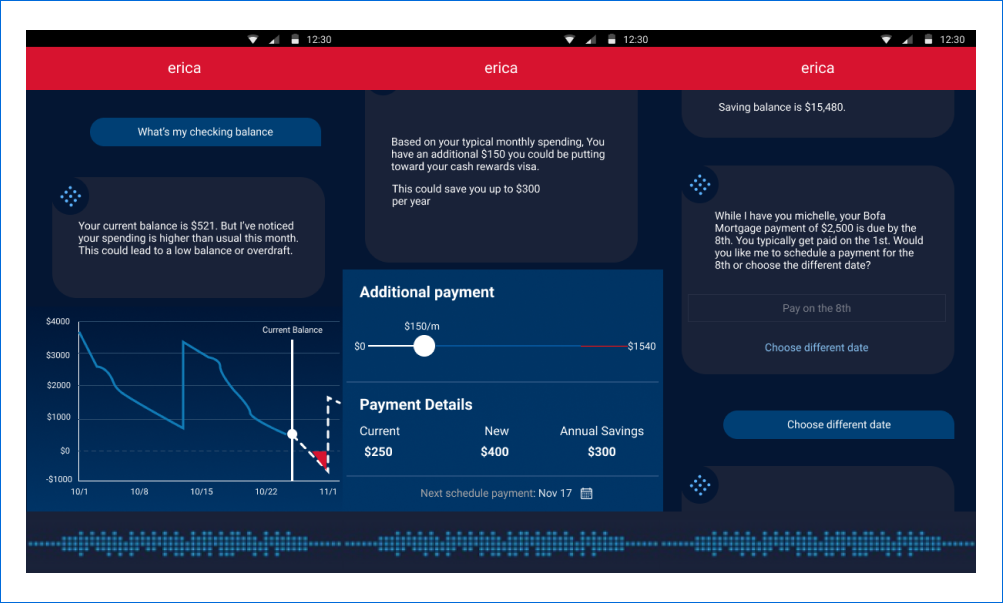 12:30
erica
What's my checking balance
Your current balance is $521. But I've noticed
your spending is higher than usual this month.
This could lead to a low balance or overdraft.
Current Balance
$4000
$3000
$2000
$1000
$0
-$1000
10/1 10/8 10/15 10/22 11/1
12:30
erica
Based on your typical monthly spending, You
have an additional $150 you could be putting
toward your cash rewards visa.
This could save you up to $300
per year
Additional payment
$150/m
$0 $1540
Payment Details
Current New Annual Savings
$250 $400 $300
Next schedule payment: Nov 17
12:30
erica
Saving balance is $15,480.
While I have you michelle, your Bofa
Mortgage payment of $2,500 is due by the
8th. You typically get paid on the 1st. Would
you like me to schedule a payment for the
8th or choose the different date?
Pay on the 8th
Choose different date
Choose different date